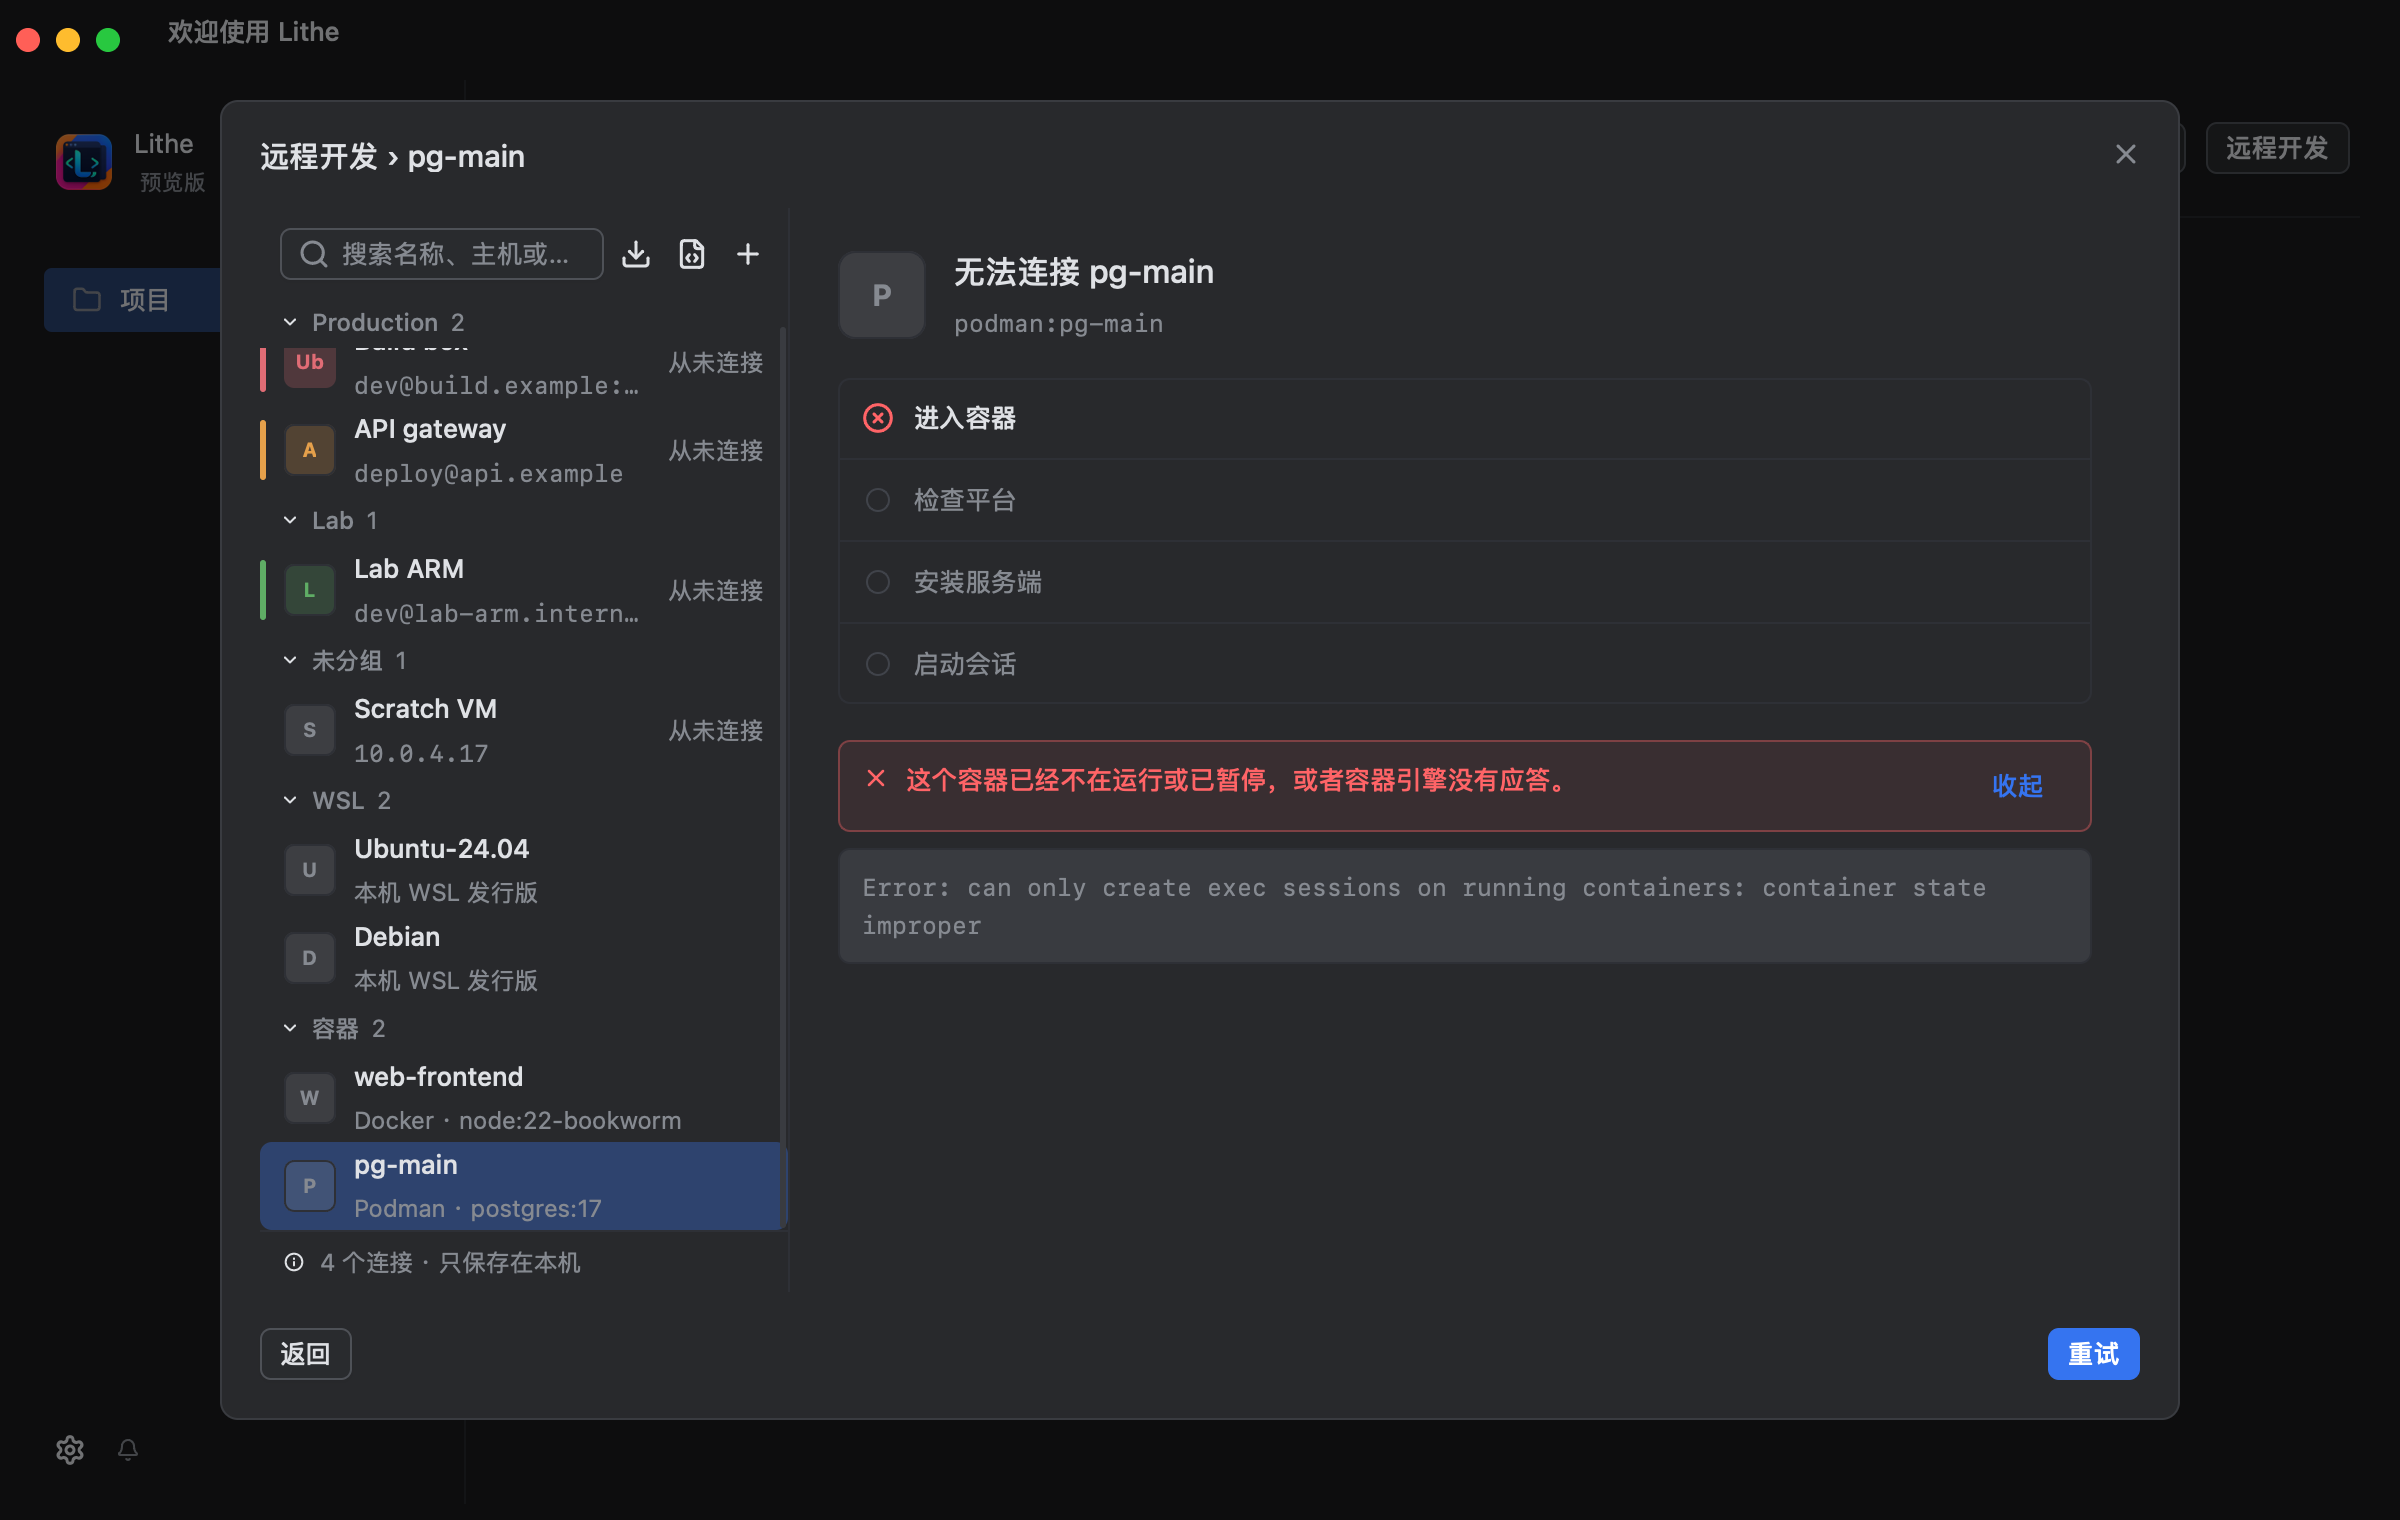 欢迎使用 Lithe
Lithe
预览版
项目
远程开发
远程开发 › pg-main
搜索名称、主机或...
Production 2
Ub
从未连接
dev@build.example:…
A
API gateway
从未连接
deploy@api.example
Lab 1
L
Lab ARM
从未连接
dev@lab-arm.intern…
未分组 1
S
Scratch VM
从未连接
10.0.4.17
WSL 2
U
Ubuntu-24.04
本机 WSL 发行版
D
Debian
本机 WSL 发行版
容器 2
W
web-frontend
Docker · node:22-bookworm
P
pg-main
Podman · postgres:17
4 个连接 · 只保存在本机
返回
P
无法连接 pg-main
podman:pg-main
进入容器
检查平台
安装服务端
启动会话
这个容器已经不在运行或已暂停，或者容器引擎没有应答。
收起
Error: can only create exec sessions on running containers: container state
improper
重试